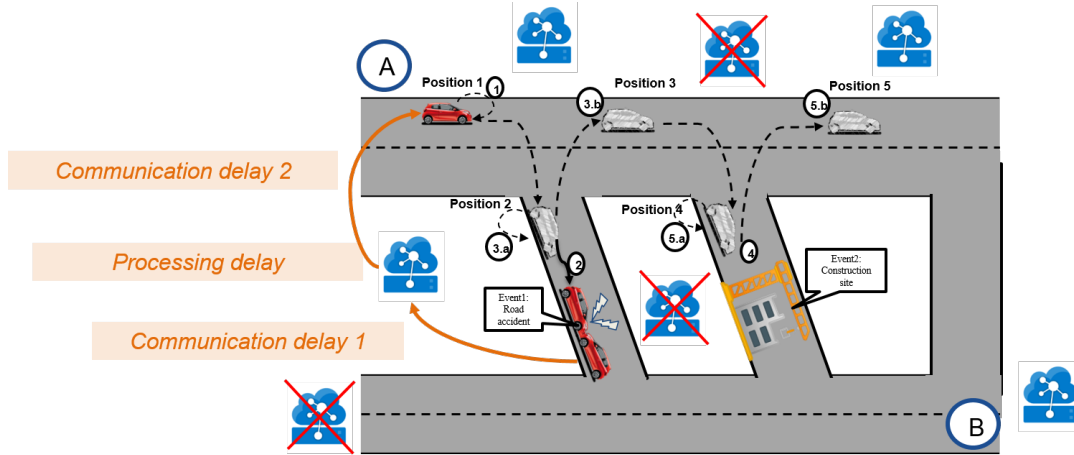 A
Position 1
1
Position 3
3.b
Position 5
5.b
Communication delay 2
Position 2
3.a
Position 4
5.a
4
2
Processing delay
Event1:
Road
accident
Event2:
Construction
site
Communication delay 1
B